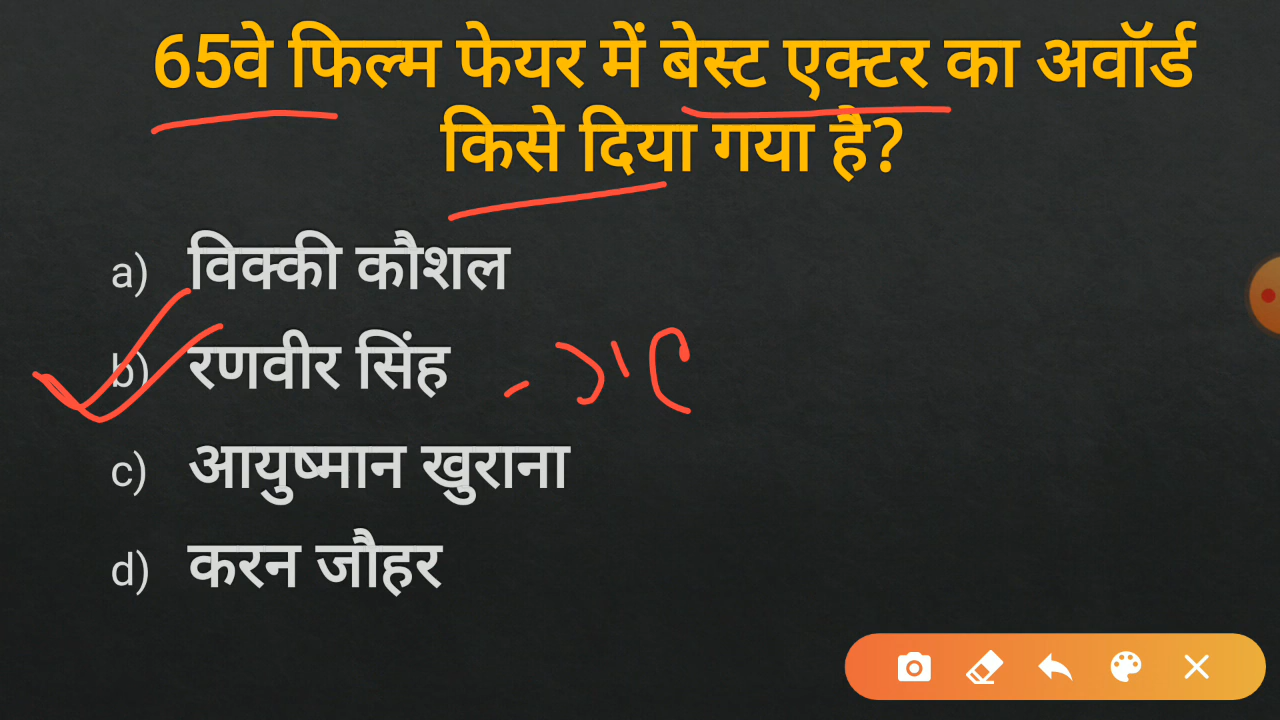 65वे फिल्म फेयर में बेस्ट एक्टर का अवॉर्ड
किसे दिया गया है?
a) विक्की कौशल
b) रणवीर सिंह
c) आयुष्मान खुराना
d) करन जौहर